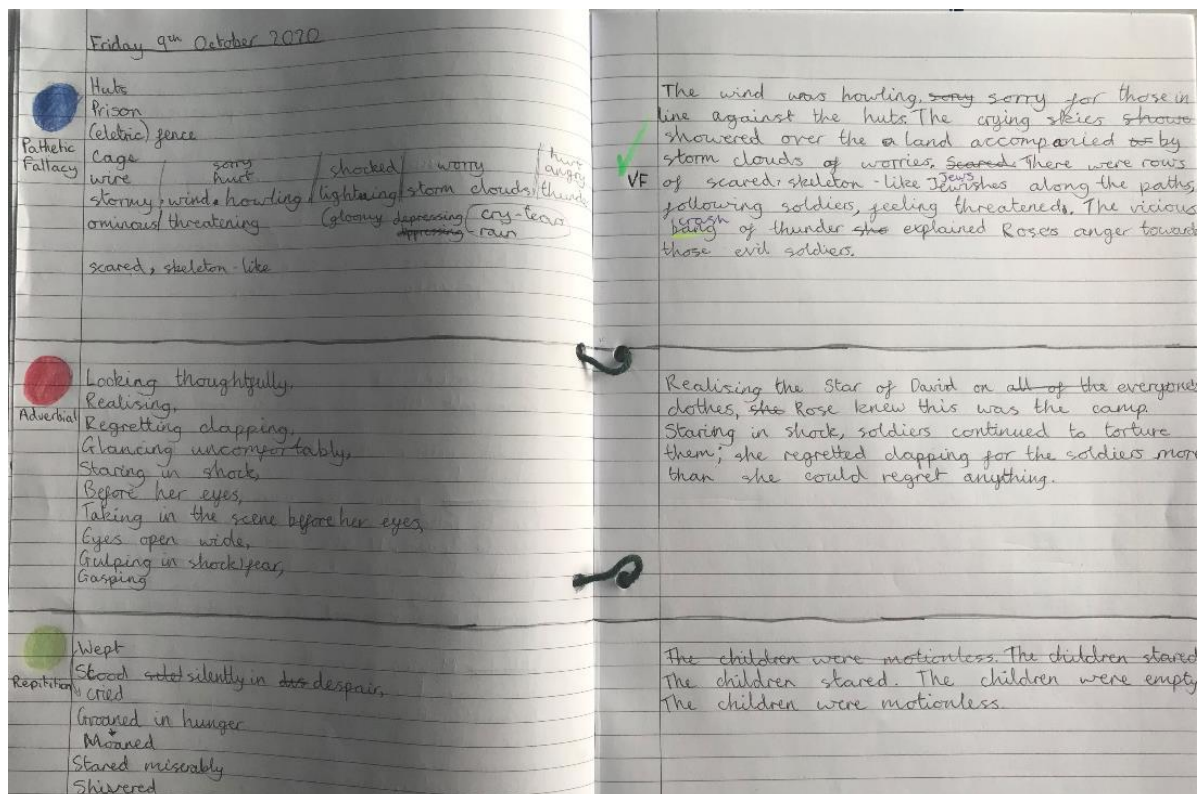 Friday 9th October 2020
Pathetic
Fallacy
Huts
Prison
(eletric) fence
Cage
wire
sorry
hurt
shocked
worry
hurt
angry
stormy, wind, howling, lightning, storm clouds, thunde
ominous threatening
(gloomy depressing oppressing
cry-tears
rain
scared, skeleton-like
The wind was howling, sorry for those in
line against the huts. The crying skies showe
showered over the land accompanied by
storm clouds of worries. Scared. There were rows
VF
of scared, skeleton-like Jewishes Jews along the paths,
following soldiers, feeling threatened. The vicious
bang crash of thunder she explained Roses anger toward
those evil soldiers.
Adverbial
Looking thoughtfully,
Realising,
Regretting clapping,
Glancing uncomfortably,
Staring in shock,
Before her eyes,
Taking in the scene before her eyes,
Eyes open wide,
Gulping in shock/fear,
Gasping
Realising the Star of David on all of the everyones
clothes, she Rose knew this was the camp.
Staring in shock, soldiers continued to torture
them; she regretted clapping for the soldiers more
than she could regret anything.
Repitition
Wept
Stood silently in despair,
cried
Groaned in hunger
Moaned
Stared miserably
Shivered
The children were motionless. The children stared
The children stared. The children were empty
The children were motionless.